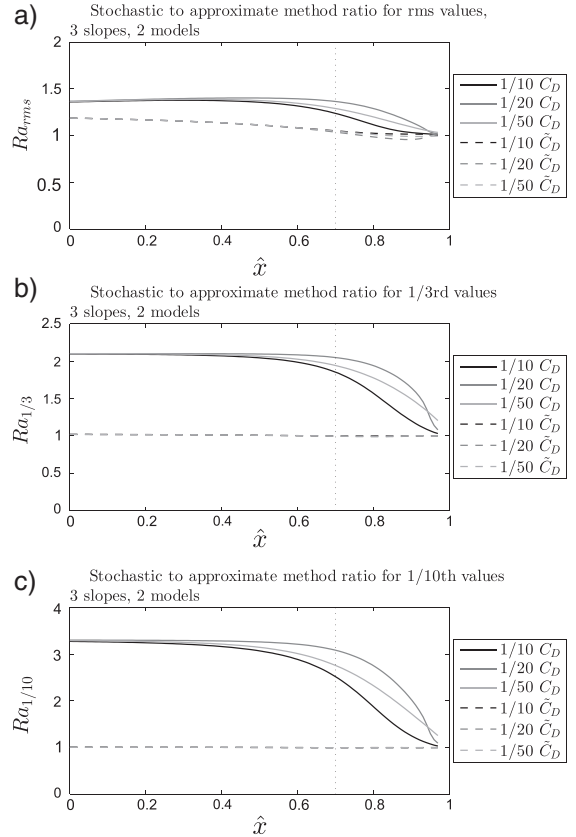 a)
Stochastic to approximate method ratio for rms values,
3 slopes, 2 models
2
1.5
1
0.5
0
Ra_{rms}
0 0.2 0.4 0.6 0.8 1
x̂
1/10 C_D
1/20 C_D
1/50 C_D
1/10 C̃_D
1/20 C̃_D
1/50 C̃_D
b)
Stochastic to approximate method ratio for 1/3rd values
3 slopes, 2 models
2.5
2
1.5
1
0.5
0
Ra_{1/3}
0 0.2 0.4 0.6 0.8 1
x̂
1/10 C_D
1/20 C_D
1/50 C_D
1/10 C̃_D
1/20 C̃_D
1/50 C̃_D
c)
Stochastic to approximate method ratio for 1/10th values
3 slopes, 2 models
4
3
2
1
0
Ra_{1/10}
0 0.2 0.4 0.6 0.8 1
x̂
1/10 C_D
1/20 C_D
1/50 C_D
1/10 C̃_D
1/20 C̃_D
1/50 C̃_D